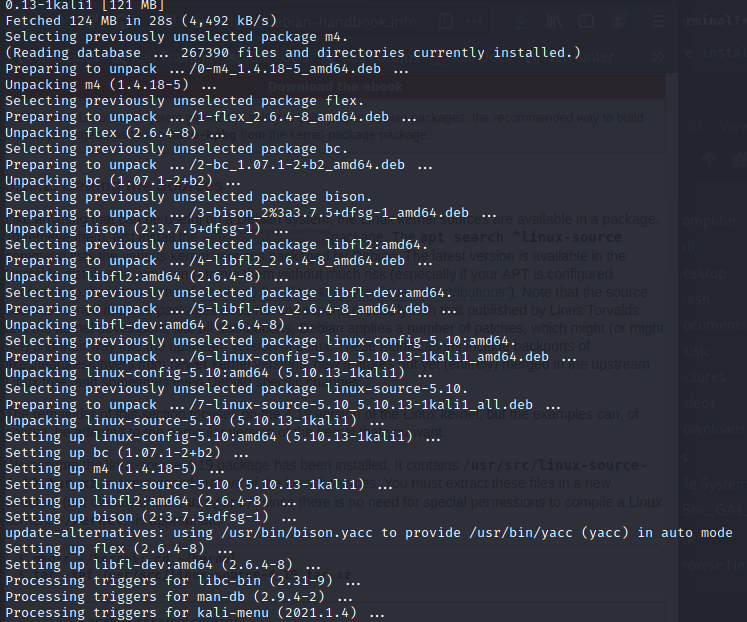 0.13-1kali1 [121 MB]
Fetched 124 MB in 28s (4,492 kB/s)
Selecting previously unselected package m4.
(Reading database ... 267390 files and directories currently installed.)
Preparing to unpack .../0-m4_1.4.18-5_amd64.deb ...
Unpacking m4 (1.4.18-5) ...
Selecting previously unselected package flex.
Preparing to unpack .../1-flex_2.6.4-8_amd64.deb ...
Unpacking flex (2.6.4-8) ...
Selecting previously unselected package bc.
Preparing to unpack .../2-bc_1.07.1-2+b2_amd64.deb ...
Unpacking bc (1.07.1-2+b2) ...
Selecting previously unselected package bison.
Preparing to unpack .../3-bison_2%3a3.7.5+dfsg-1_amd64.deb ...
Unpacking bison (2:3.7.5+dfsg-1) ...
Selecting previously unselected package libfl2:amd64.
Preparing to unpack .../4-libfl2_2.6.4-8_amd64.deb ...
Unpacking libfl2:amd64 (2.6.4-8) ...
Selecting previously unselected package libfl-dev:amd64.
Preparing to unpack .../5-libfl-dev_2.6.4-8_amd64.deb ...
Unpacking libfl-dev:amd64 (2.6.4-8) ...
Selecting previously unselected package linux-config-5.10:amd64.
Preparing to unpack .../6-linux-config-5.10_5.10.13-1kali1_amd64.deb ...
Unpacking linux-config-5.10:amd64 (5.10.13-1kali1) ...
Selecting previously unselected package linux-source-5.10.
Preparing to unpack .../7-linux-source-5.10_5.10.13-1kali1_all.deb ...
Unpacking linux-source-5.10 (5.10.13-1kali1) ...
Setting up linux-config-5.10:amd64 (5.10.13-1kali1) ...
Setting up bc (1.07.1-2+b2) ...
Setting up m4 (1.4.18-5) ...
Setting up linux-source-5.10 (5.10.13-1kali1) ...
Setting up libfl2:amd64 (2.6.4-8) ...
Setting up bison (2:3.7.5+dfsg-1) ...
update-alternatives: using /usr/bin/bison.yacc to provide /usr/bin/yacc (yacc) in auto mode
Setting up flex (2.6.4-8) ...
Setting up libfl-dev:amd64 (2.6.4-8) ...
Processing triggers for libc-bin (2.31-9) ...
Processing triggers for man-db (2.9.4-2) ...
Processing triggers for kali-menu (2021.1.4) ...